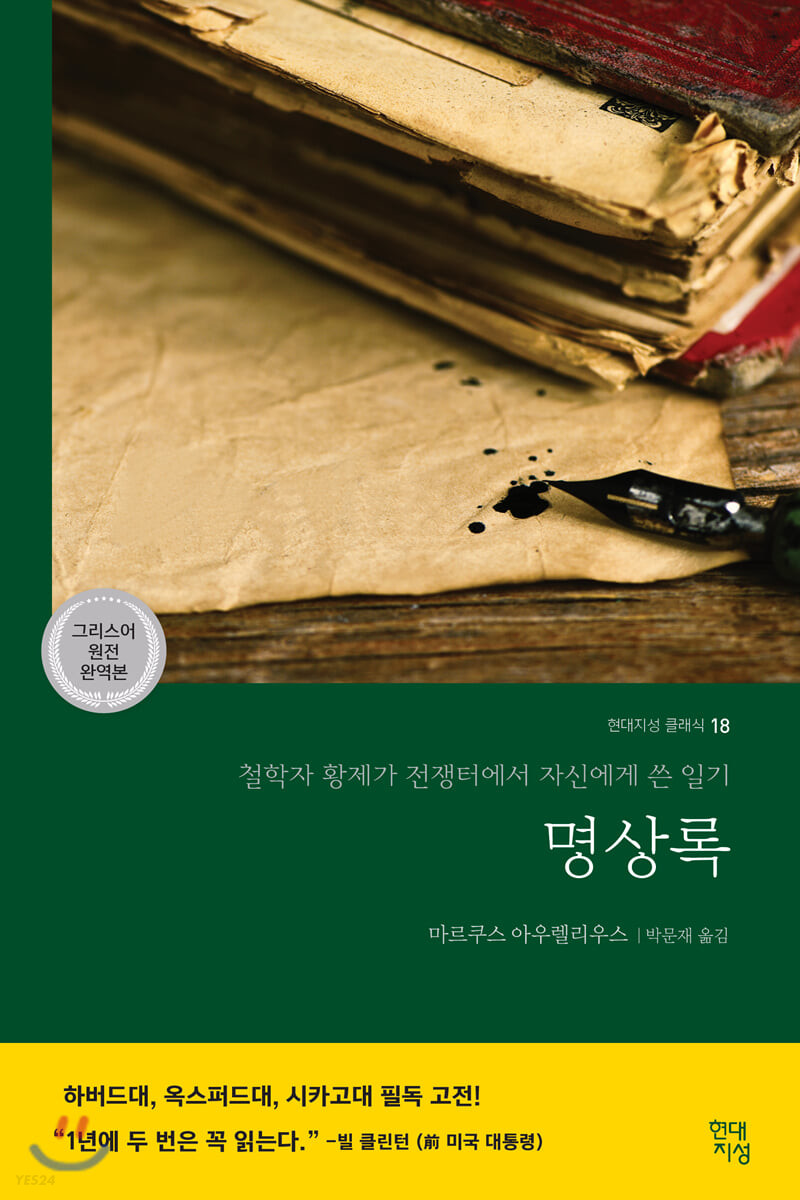 그리스어
원전
완역본
현대지성 클래식 18
철학자 황제가 전쟁터에서 자신에게 쓴 일기
명상록
마르쿠스 아우렐리우스 | 박문재 옮김
하버드대, 옥스퍼드대, 시카고대 필독 고전!
“1년에 두 번은 꼭 읽는다.” –빌 클린턴 (前 미국 대통령)
현대
지성
YES24